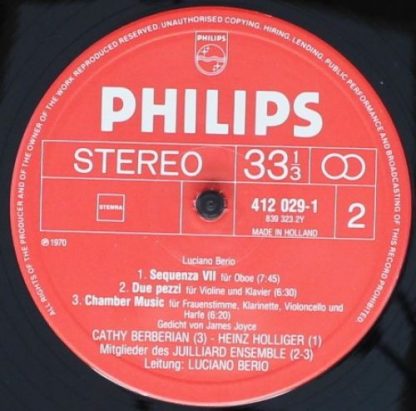 ALL RIGHTS OF THE PRODUCER AND OF THE OWNER OF THE WORK REPRODUCED RESERVED. UNAUTHORISED COPYING, HIRING, LENDING, PUBLIC PERFORMANCE AND BROADCASTING OF THIS RECORD PROHIBITED.
PHILIPS
PHILIPS
STEREO
33 1/3
STEMRA
412 029-1
839 323.2Y
MADE IN HOLLAND
2
℗ 1970
Luciano Berio
1. Sequenza VII für Oboe (7:45)
2. Due pezzi für Violine und Klavier (6:30)
3. Chamber Music für Frauenstimme, Klarinette, Violoncello und
Harfe (6:20)
Gedicht von James Joyce
CATHY BERBERIAN (3) - HEINZ HOLLIGER (1)
Mitglieder des JUILLIARD ENSEMBLE (2-3)
Leitung: LUCIANO BERIO